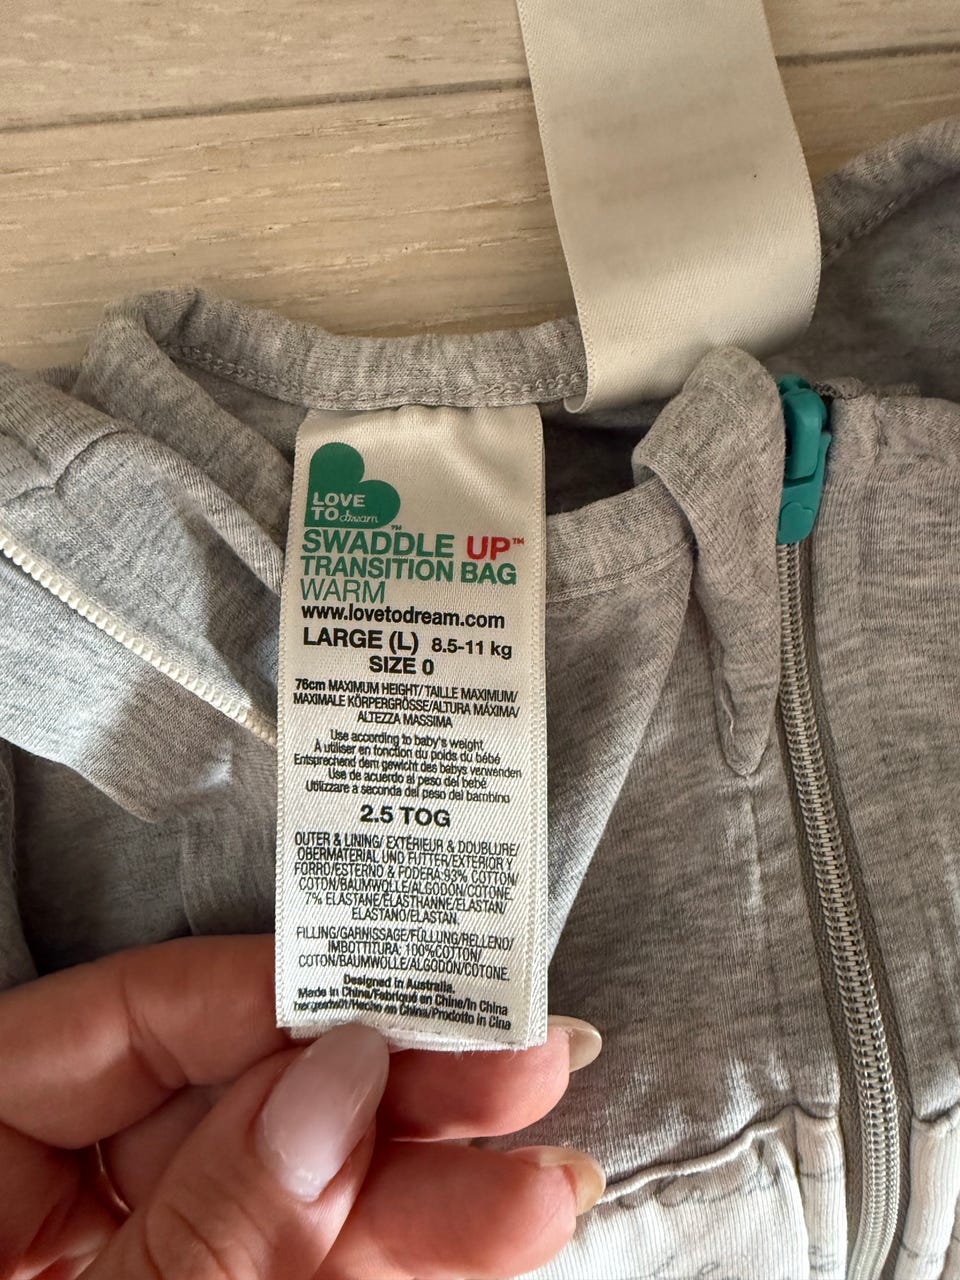 LOVE
TO dream
™
SWADDLE UP™
TRANSITION BAG
WARM
www.lovetodream.com
LARGE (L) 8.5-11 kg
SIZE 0
76cm MAXIMUM HEIGHT/TAILLE MAXIMUM/
MAXIMALE KÖRPERGRÖSSE/ALTURA MÁXIMA/
ALTEZZA MASSIMA
Use according to baby's weight
À utiliser en fonction du poids du bébé
Entsprechend dem gewicht des babys verwenden
Use de acuerdo al peso del bebé
Utilizzare a seconda del peso del bambino
2.5 TOG
OUTER & LINING/ EXTÉRIEUR & DOUBLURE/
OBERMATERIAL UND FUTTER/EXTERIOR Y
FORRO/ESTERNO & FODERA:93% COTTON/
COTON/BAUMWOLLE/ALGODÓN/COTONE.
7% ELASTANE/ÉLASTHANNE/ELASTAN/
ELASTANO/ELASTAN.
FILLING/GARNISSAGE/FÜLLUNG/RELLENO/
IMBOTTITURA: 100%COTTON/
COTON/BAUMWOLLE/ALGODÓN/COTONE.
Designed in Australia.
Made in China/Fabriqué en Chine/In China
hergestellt/Hecho en China/Prodotto in Cina